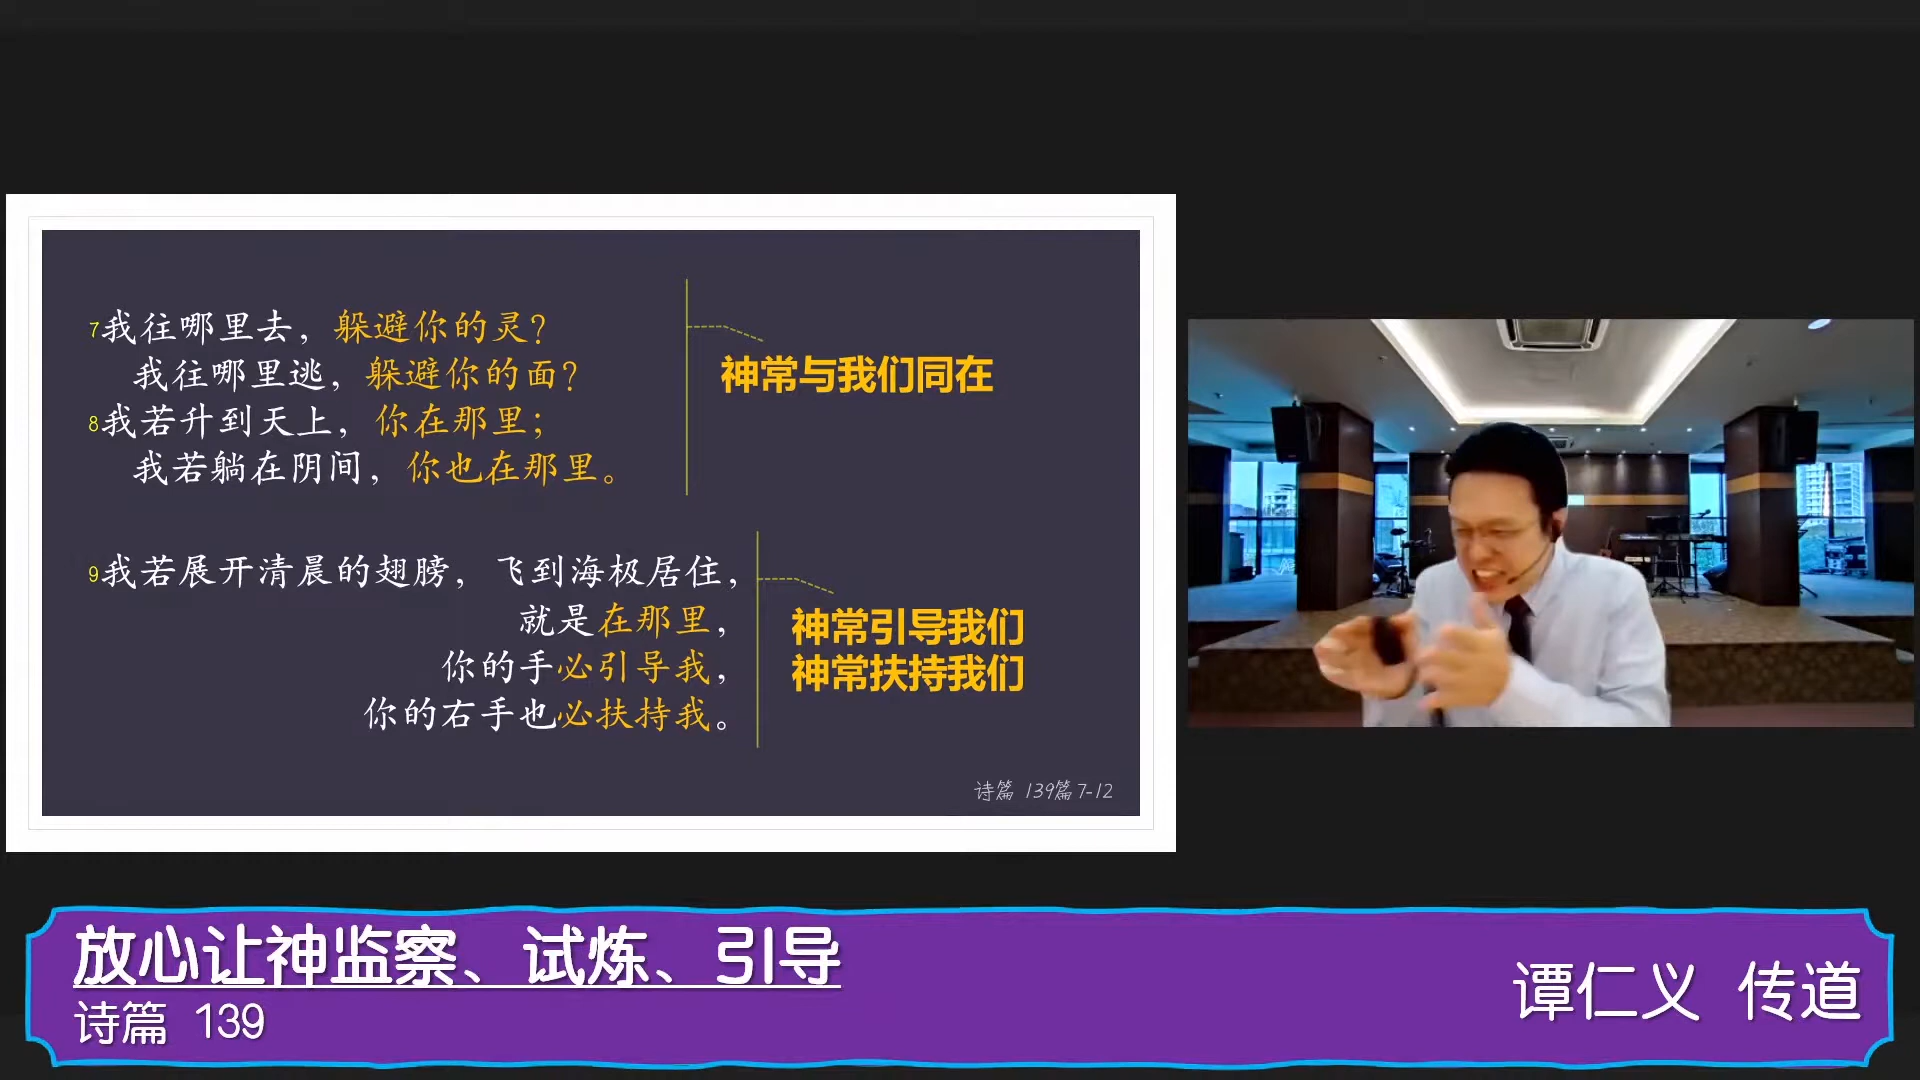 7我往哪里去，躲避你的灵？
我往哪里逃，躲避你的面？
8我若升到天上，你在那里；
我若躺在阴间，你也在那里。
神常与我们同在
9我若展开清晨的翅膀，飞到海极居住，
就是在那里，
你的手必引导我，
你的右手也必扶持我。
神常引导我们
神常扶持我们
诗篇 139篇 7-12
放心让神监察、试炼、引导
诗篇 139
谭仁义 传道